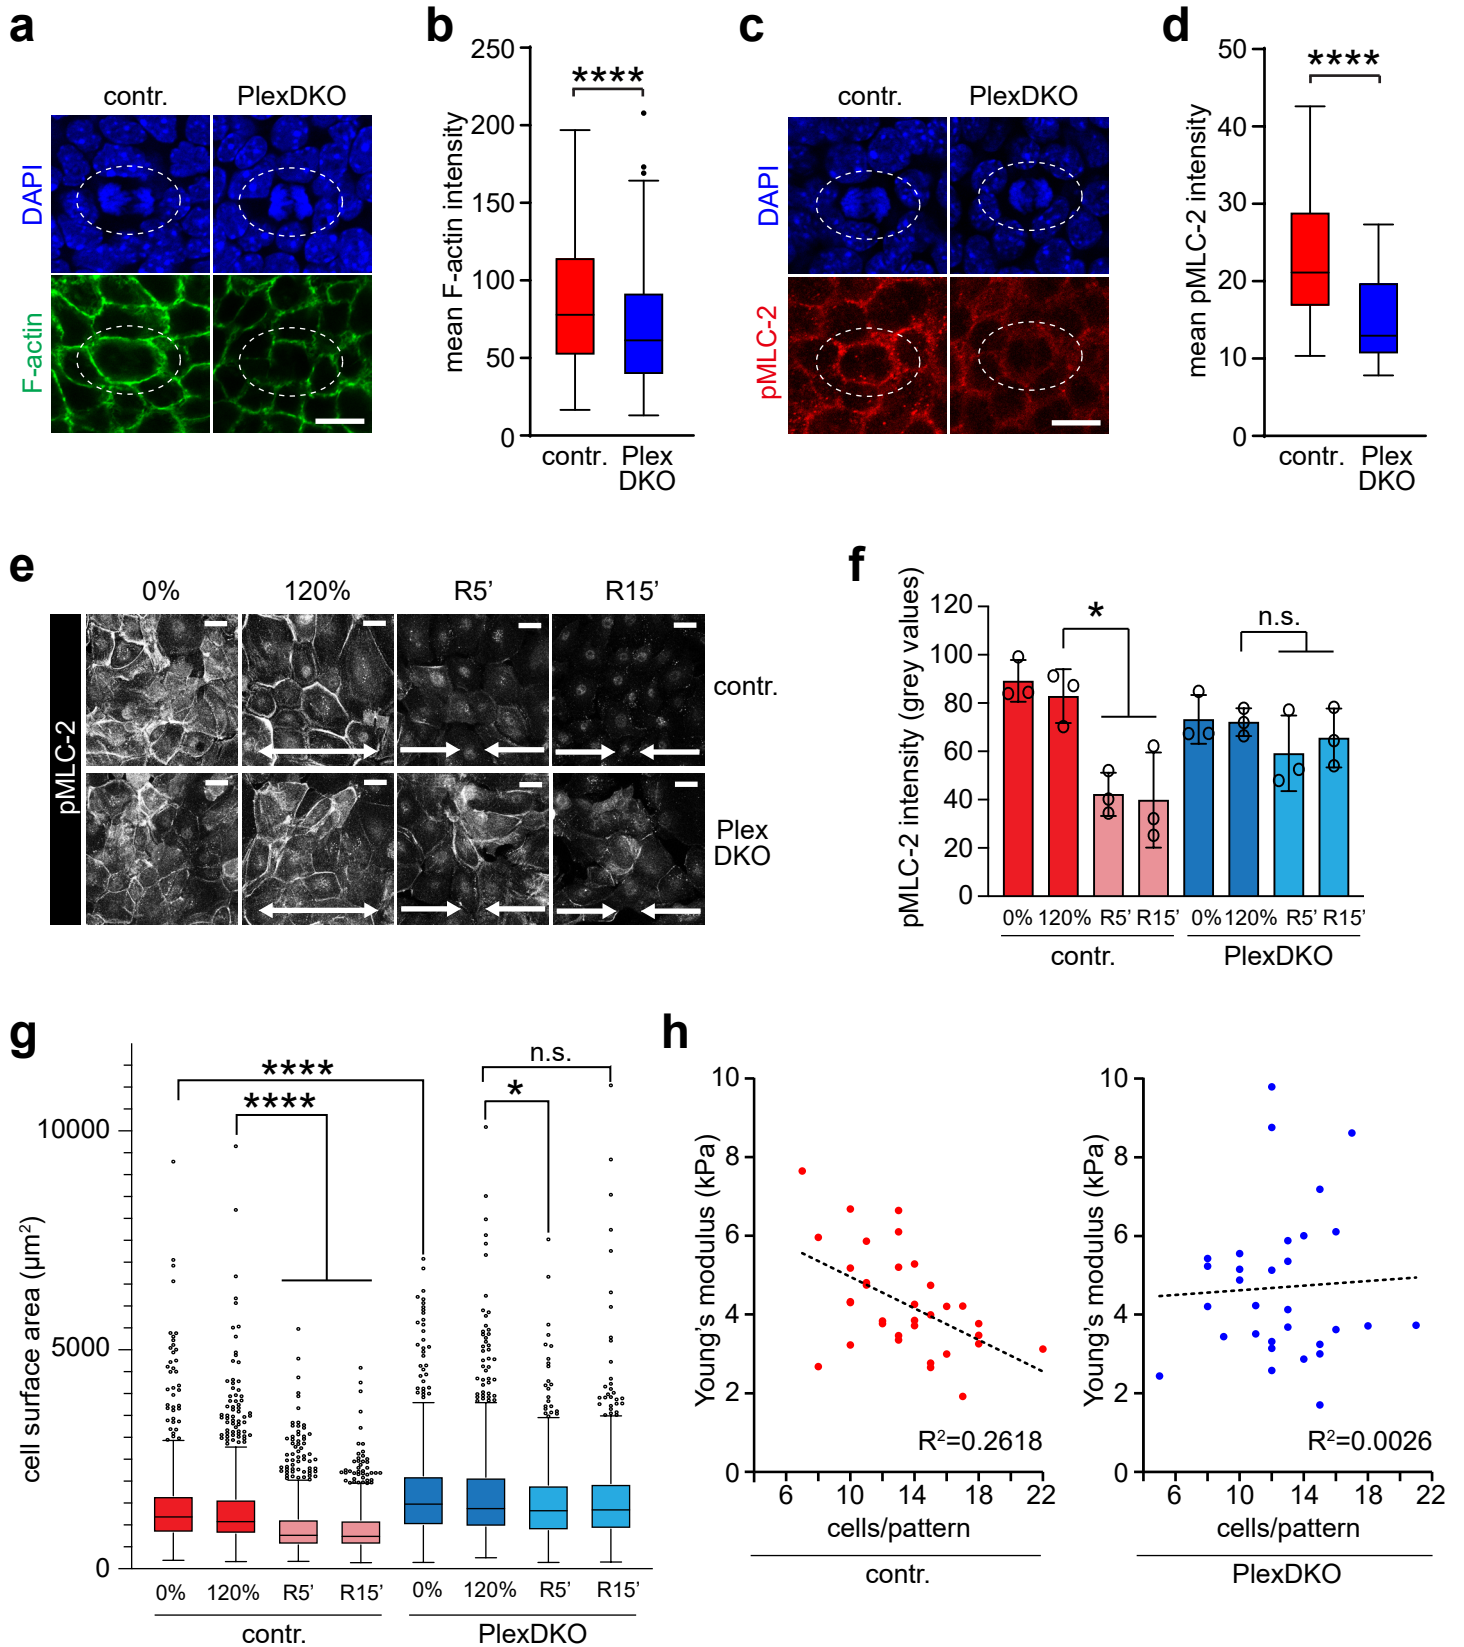 a
contr.
PlexDKO
DAPI
F-actin
b
mean F-actin intensity
250
200
150
100
50
0
****
contr.
Plex
DKO
c
contr.
PlexDKO
DAPI
pMLC-2
d
mean pMLC-2 intensity
50
40
30
20
10
0
****
contr.
Plex
DKO
e
0%
120%
R5’
R15’
pMLC-2
contr.
Plex
DKO
f
pMLC-2 intensity (grey values)
120
100
80
60
40
20
0
*
n.s.
0% 120% R5’ R15’ 0% 120% R5’ R15’
contr.
PlexDKO
g
cell surface area (µm²)
10000
5000
0
****
****
n.s.
*
0% 120% R5’ R15’ 0% 120% R5’ R15’
contr.
PlexDKO
h
Young’s modulus (kPa)
10
8
6
4
2
0
R²=0.2618
6 10 14 18 22
cells/pattern
contr.
Young’s modulus (kPa)
10
8
6
4
2
0
R²=0.0026
6 10 14 18 22
cells/pattern
PlexDKO